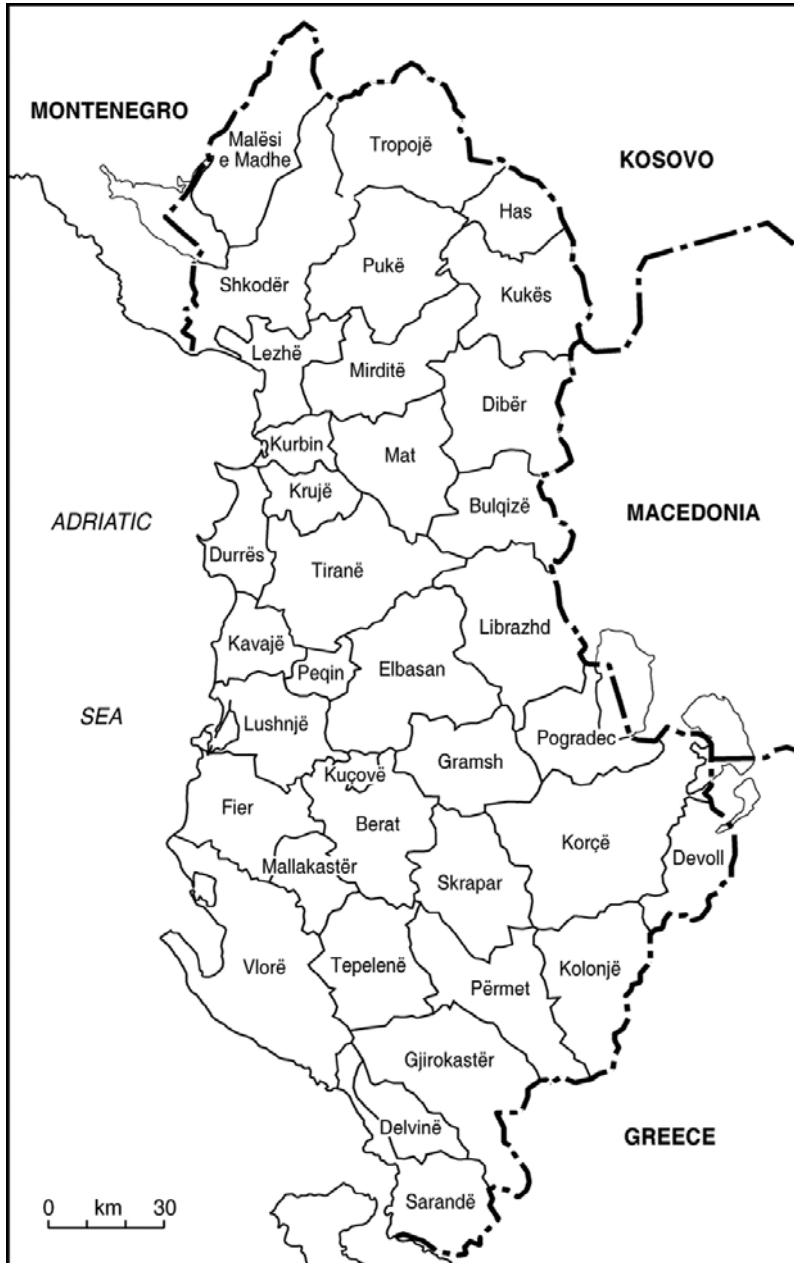 MONTENEGRO
Malësi
e Madhe
Tropojë
KOSOVO
Has
Shkodër
Pukë
Kukës
Lezhë
Mirditë
Dibër
Kurbin
Mat
Krujë
Bulqizë
ADRIATIC
MACEDONIA
Durrës
Tiranë
Librazhd
Kavajë
Peqin
Elbasan
SEA
Lushnjë
Pogradec
Gramsh
Kuçovë
Fier
Berat
Korçë
Devoll
Mallakastër
Skrapar
Vlorë
Tepelenë
Kolonjë
Përmet
Gjirokastër
Delvinë
GREECE
Sarandë
0 km 30